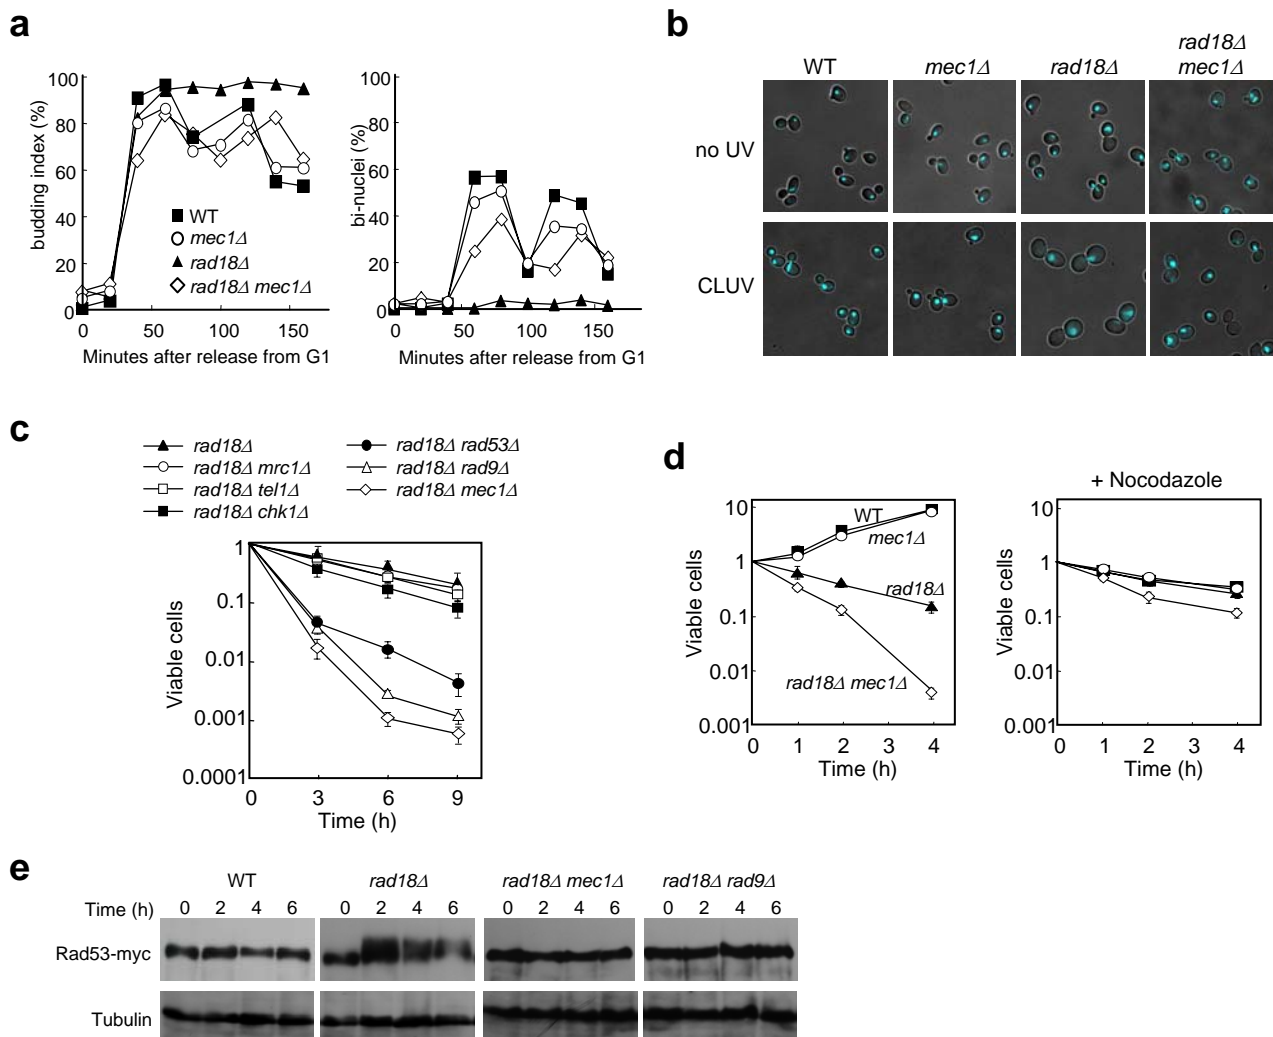 a
100
80
60
40
20
0
budding index (%)
WT
mec1Δ
rad18Δ
rad18Δ mec1Δ
0
50
100
150
Minutes after release from G1
100
80
60
40
20
0
bi-nuclei (%)
0
50
100
150
Minutes after release from G1
b
WT
mec1Δ
rad18Δ
rad18Δ
mec1Δ
no UV
CLUV
c
rad18Δ
rad18Δ mrc1Δ
rad18Δ tel1Δ
rad18Δ chk1Δ
rad18Δ rad53Δ
rad18Δ rad9Δ
rad18Δ mec1Δ
1
0.1
0.01
0.001
0.0001
Viable cells
0
3
6
9
Time (h)
d
10
1
0.1
0.01
0.001
Viable cells
WT
mec1Δ
rad18Δ
rad18Δ mec1Δ
0
1
2
3
4
Time (h)
+ Nocodazole
10
1
0.1
0.01
0.001
Viable cells
0
1
2
3
4
Time (h)
e
WT
rad18Δ
rad18Δ mec1Δ
rad18Δ rad9Δ
Time (h) 0 2 4 6 0 2 4 6 0 2 4 6 0 2 4 6
Rad53-myc
Tubulin